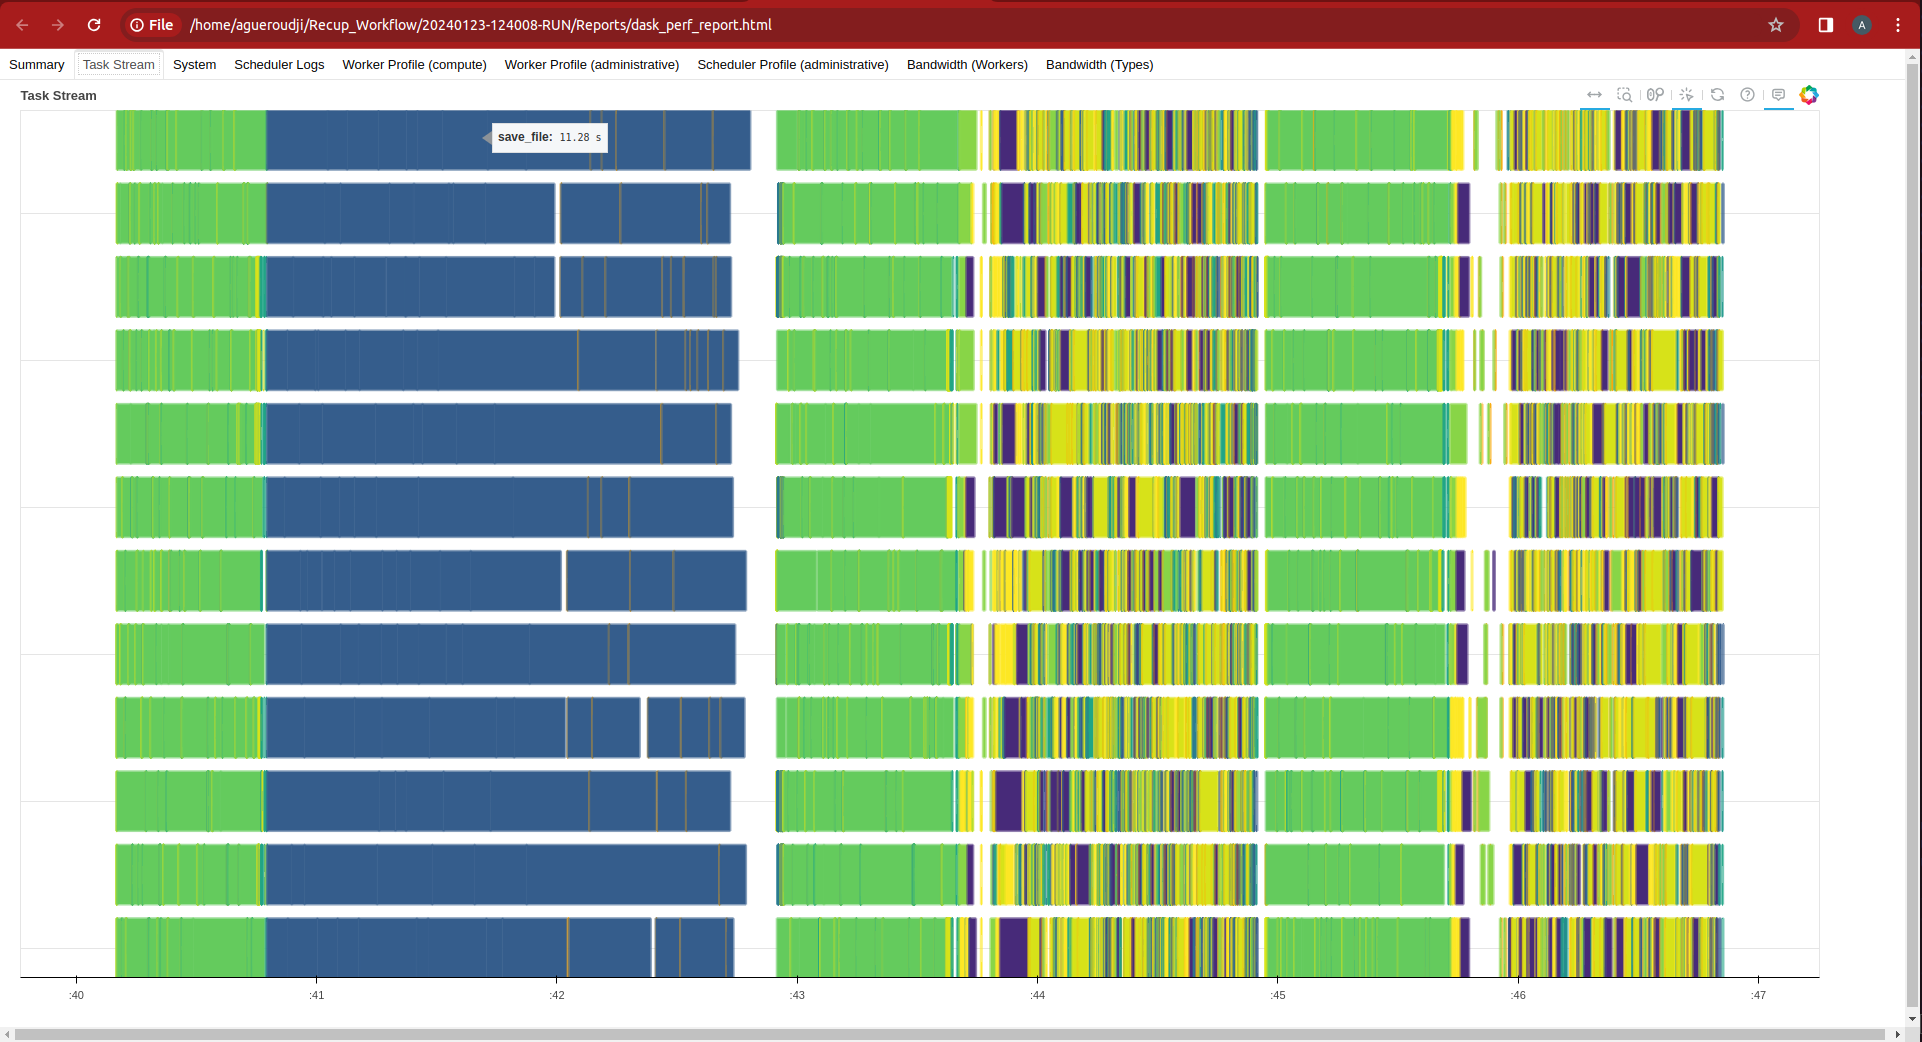 File /home/agueroudji/Recup_Workflow/20240123-124008-RUN/Reports/dask_perf_report.html A
Summary Task Stream System Scheduler Logs Worker Profile (compute) Worker Profile (administrative) Scheduler Profile (administrative) Bandwidth (Workers) Bandwidth (Types)
Task Stream
save_file: 11.28 s
:40 :41 :42 :43 :44 :45 :46 :47